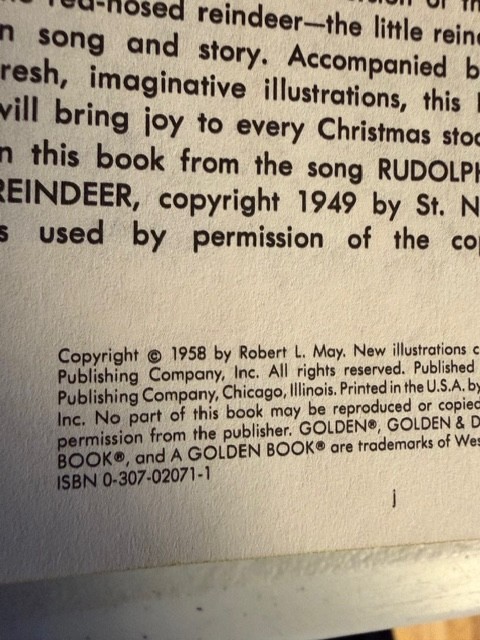 red-nosed reindeer—the little
n song and story. Accompanied
resh, imaginative illustrations, this
will bring joy to every Christmas
n this book from the song RUDOLPH
REINDEER, copyright 1949 by St. N
s used by permission of the
Copyright © 1958 by Robert L. May. New illustrations
Publishing Company, Inc. All rights reserved. Published
Publishing Company, Chicago, Illinois. Printed in the U.S.A. by
Inc. No part of this book may be reproduced or copied
permission from the publisher. GOLDEN®, GOLDEN & D
BOOK®, and A GOLDEN BOOK® are trademarks of Wes
ISBN 0-307-02071-1
j